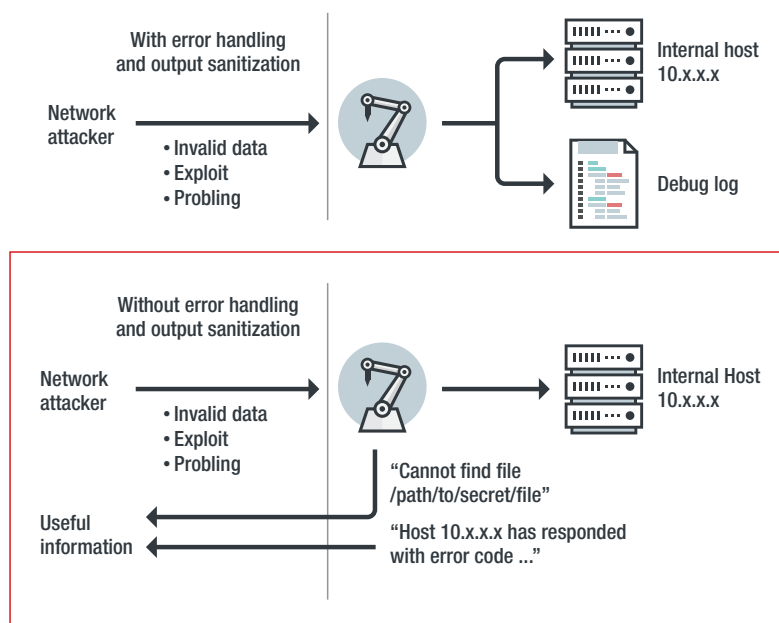 With error handling
and output sanitization
Network
attacker
• Invalid data
• Exploit
• Probling
Internal host
10.x.x.x
Debug log
Without error handling
and output sanitization
Network
attacker
• Invalid data
• Exploit
• Probling
Internal Host
10.x.x.x
“Cannot find file
/path/to/secret/file”
Useful
information
“Host 10.x.x.x has responded
with error code ...”